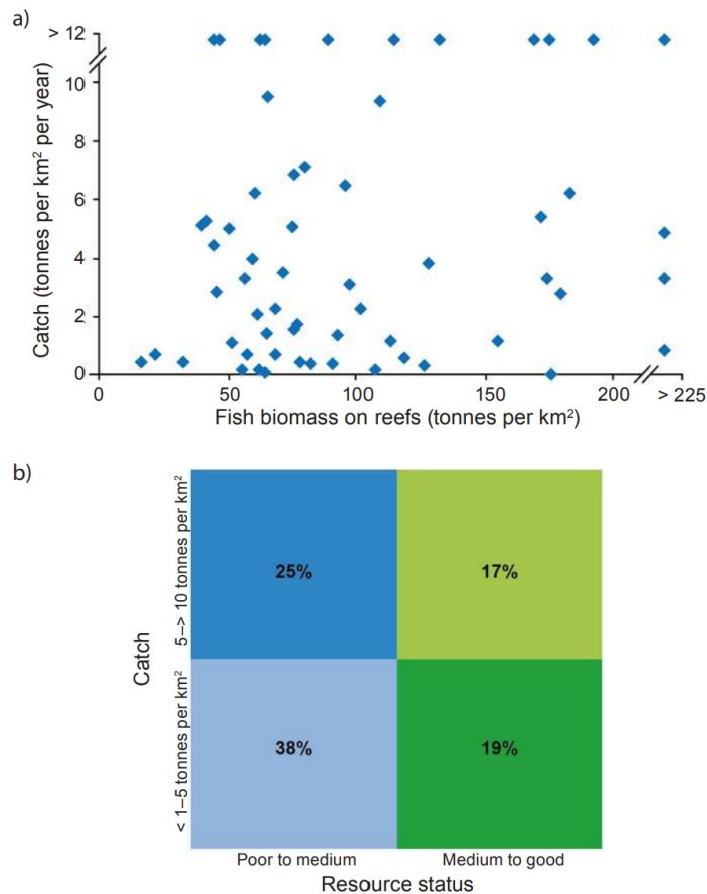 a)
> 12
10
8
6
4
2
0
Catch (tonnes per km² per year)
0
50
100
150
200
> 225
Fish biomass on reefs (tonnes per km²)
b)
5–> 10 tonnes per km²
< 1–5 tonnes per km²
Catch
25%
17%
38%
19%
Poor to medium
Medium to good
Resource status